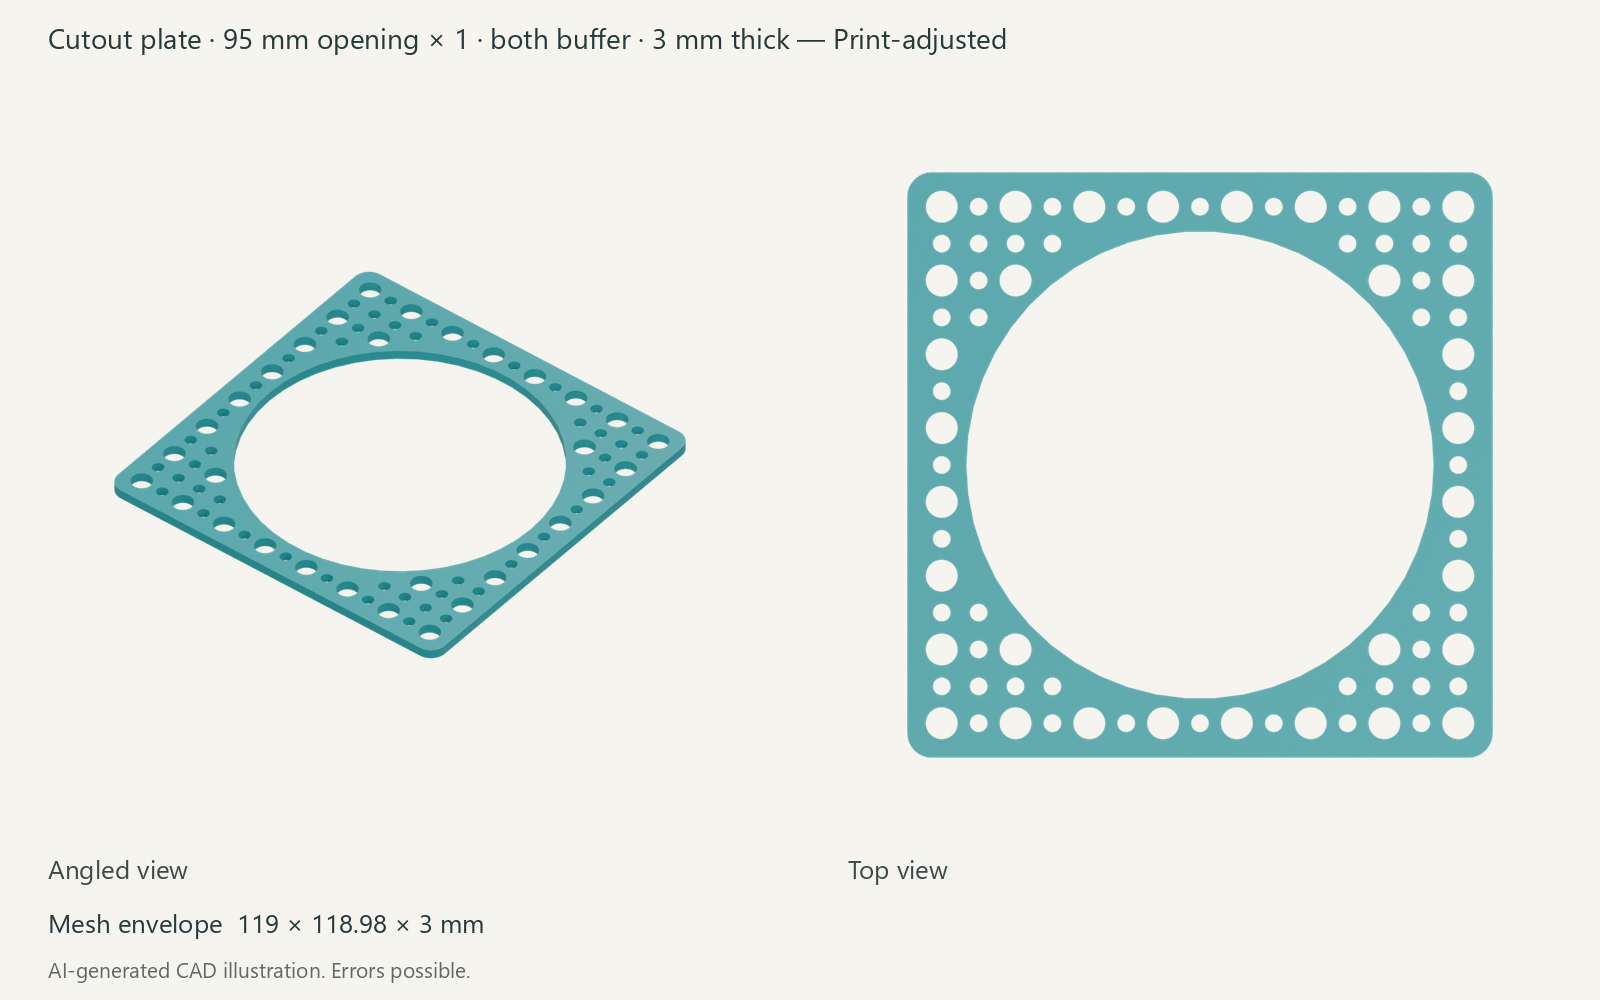 Cutout plate · 95 mm opening × 1 · both buffer · 3 mm thick — Print-adjusted
Angled view
Top view
Mesh envelope 119 × 118.98 × 3 mm
AI-generated CAD illustration. Errors possible.